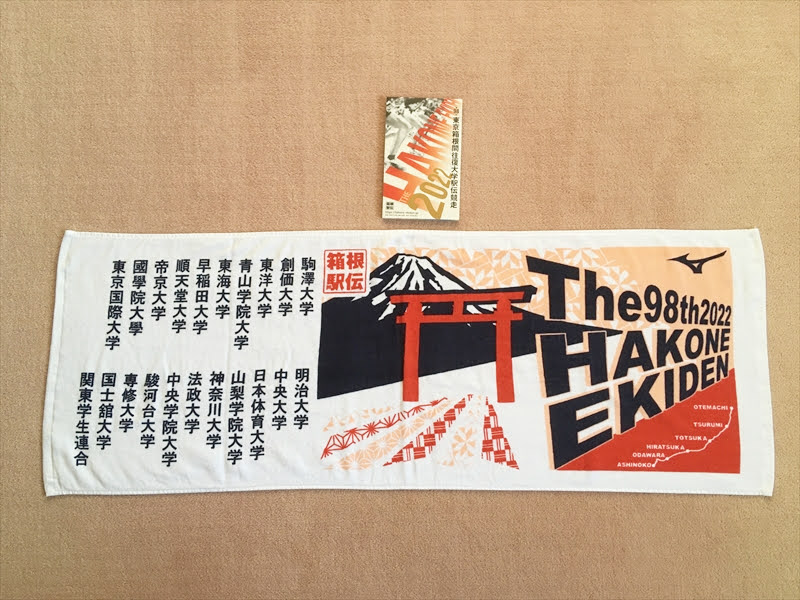 東京箱根間往復大学駅伝競走
THE HAKONE
2022
箱根
駅伝
駒澤大学
創価大学
東洋大学
青山学院大学
東海大学
早稲田大学
順天堂大学
帝京大学
國學院大學
東京国際大学
明治大学
中央大学
日本体育大学
山梨学院大学
神奈川大学
法政大学
中央学院大学
駿河台大学
専修大学
国士舘大学
関東学生連合
The98th2022
HAKONE
EKIDEN
OTEMACHI
TSURUMI
TOTSUKA
HIRATSUKA
ODAWARA
ASHINOKO